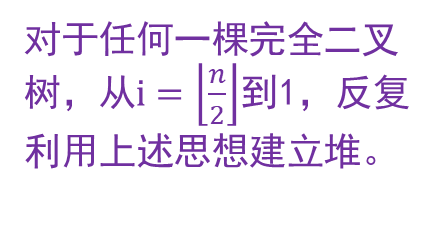 对于任何一棵完全二叉
树，从i = ⌊n/2⌋到1，反复
利用上述思想建立堆。